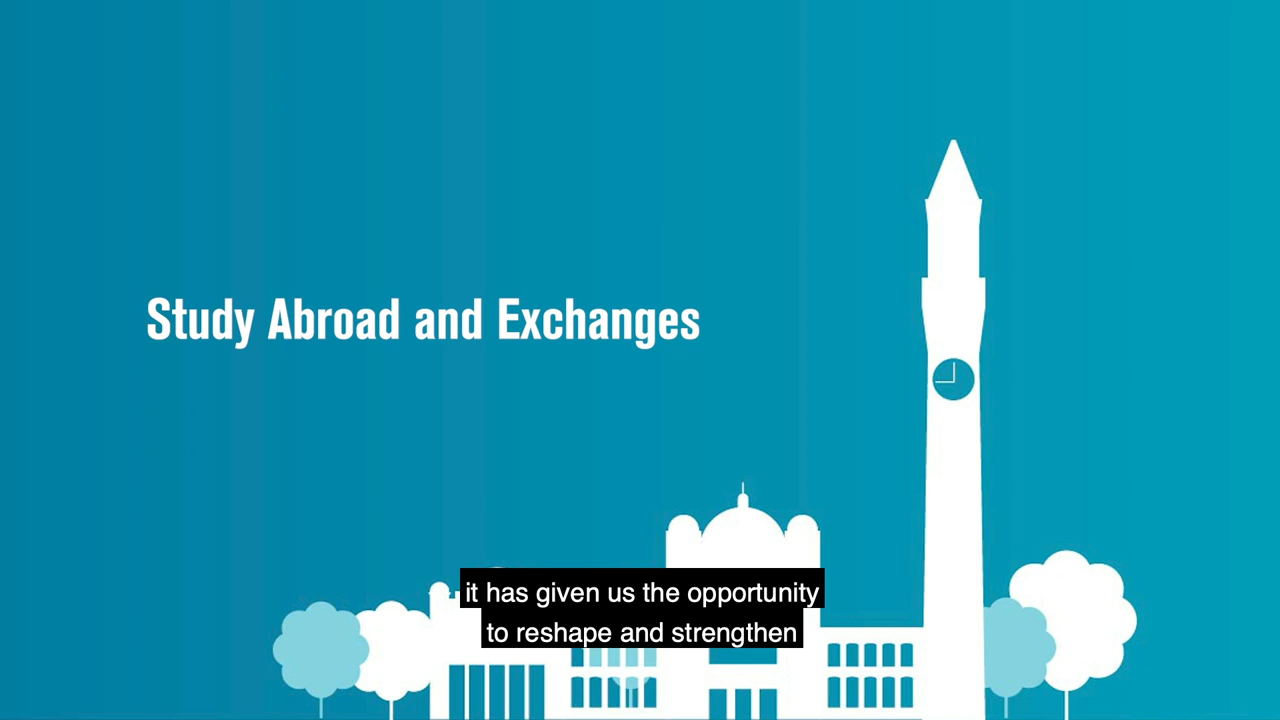 Study Abroad and Exchanges
it has given us the opportunity
to reshape and strengthen